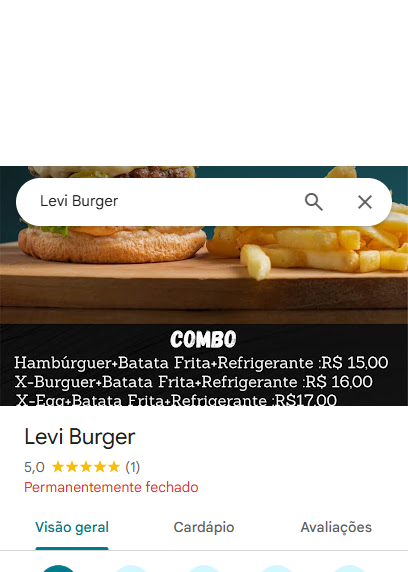 Levi Burger
COMBO
Hambúrguer+Batata Frita+Refrigerante :R$ 15,00
X-Burguer+Batata Frita+Refrigerante :R$ 16,00
X-Egg+Batata Frita+Refrigerante :R$17,00
Levi Burger
5,0 ★★★★★ (1)
Permanentemente fechado
Visão geral Cardápio Avaliações